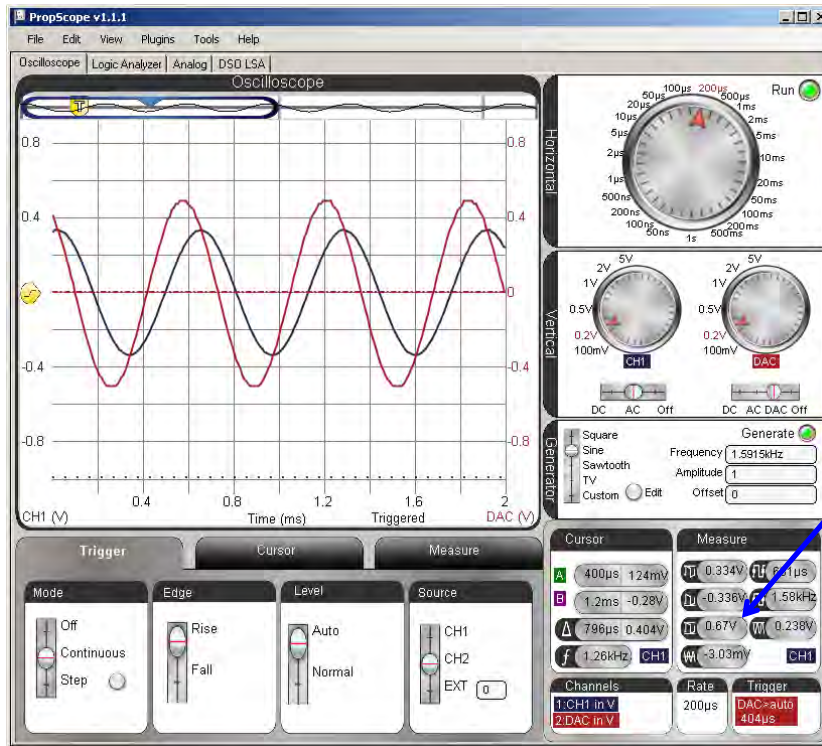 PropScope v1.1.1
File Edit View Plugins Tools Help
Oscilloscope Logic Analyzer Analog DSO LSA
Oscilloscope
T
0.8 0.8
0.4 0.4
0
-0.4 -0.4
-0.8 -0.8
0.4 0.8 1.2 1.6 2
CH1 (V) Time (ms) Triggered DAC (V)
Horizontal
Run
100µs 200µs
50µs 500µs
20µs 1ms
10µs 2ms
5µs 5ms
2µs 10ms
1µs 20ms
500ns 50ms
200ns 100ms
100ns 500ms
50ns 1s
Vertical
5V 5V
2V 2V
1V 1V
0.5V 0.5V
0.2V 0.2V
100mV 100mV
CH1 DAC
DC AC Off DC AC DAC Off
Generator
Square Generate
Sine Frequency 1.5915kHz
Sawtooth Amplitude 1
TV
Custom Edit Offset 0
Trigger Cursor Measure
Mode Edge Level Source
Off Rise Auto CH1
Continuous Fall Normal CH2
Step EXT 0
Cursor
A 400µs 124mV
B 1.2ms -0.28V
Δ 796µs 0.404V
f 1.26kHz CH1
Measure
0.334V
-0.336V 1.58kHz
0.67V 0.238V
-3.03mV CH1
Channels Rate Trigger
1:CH1 in V 200µs DAC>auto
2:DAC in V 404µs